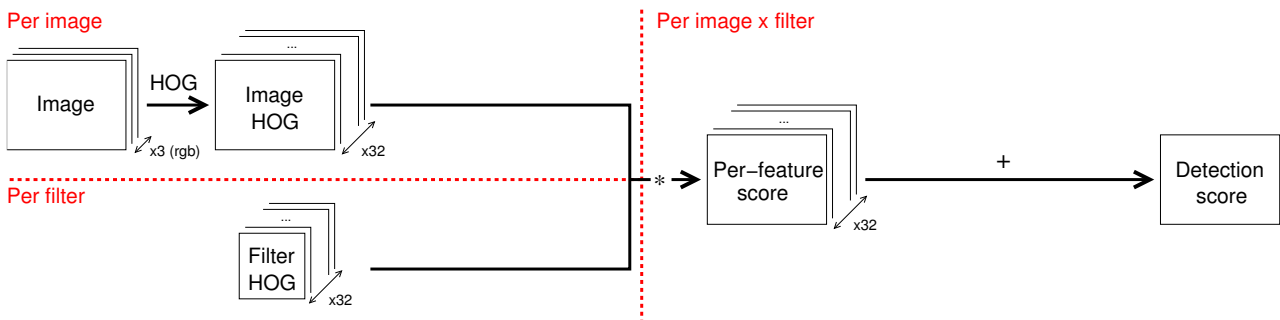 Per image
Image
x3 (rgb)
HOG
...
Image
HOG
x32
Per filter
...
Filter
HOG
x32
Per image x filter
*
...
Per−feature
score
x32
+
Detection
score